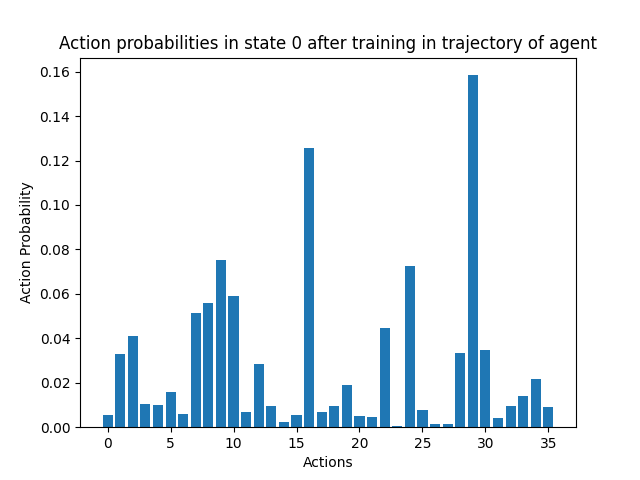 Action probabilities in state 0 after training in trajectory of agent
0.16
0.14
0.12
0.10
0.08
0.06
0.04
0.02
0.00
Action Probability
0 5 10 15 20 25 30 35
Actions